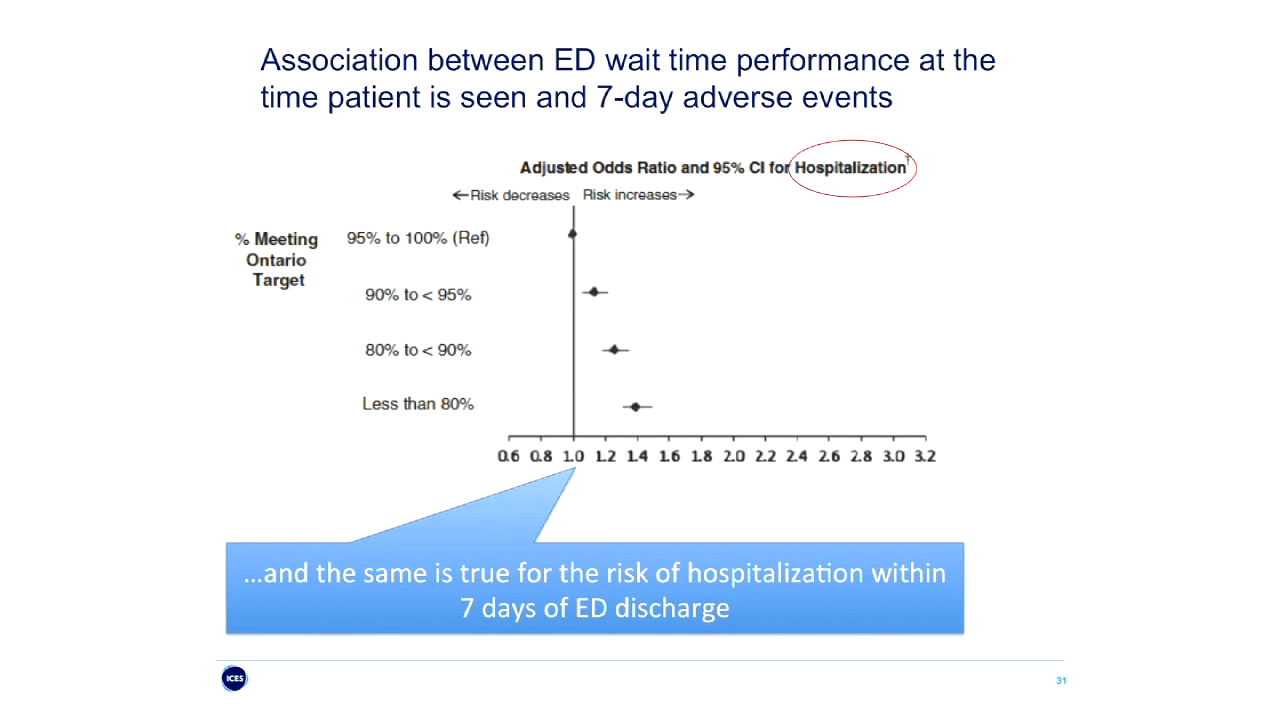 Association between ED wait time performance at the
time patient is seen and 7-day adverse events
Adjusted Odds Ratio and 95% CI for Hospitalization†
←Risk decreases Risk increases→
% Meeting
Ontario
Target
95% to 100% (Ref)
90% to < 95%
80% to < 90%
Less than 80%
0.6 0.8 1.0 1.2 1.4 1.6 1.8 2.0 2.2 2.4 2.6 2.8 3.0 3.2
...and the same is true for the risk of hospitalization within
7 days of ED discharge
ICES
31